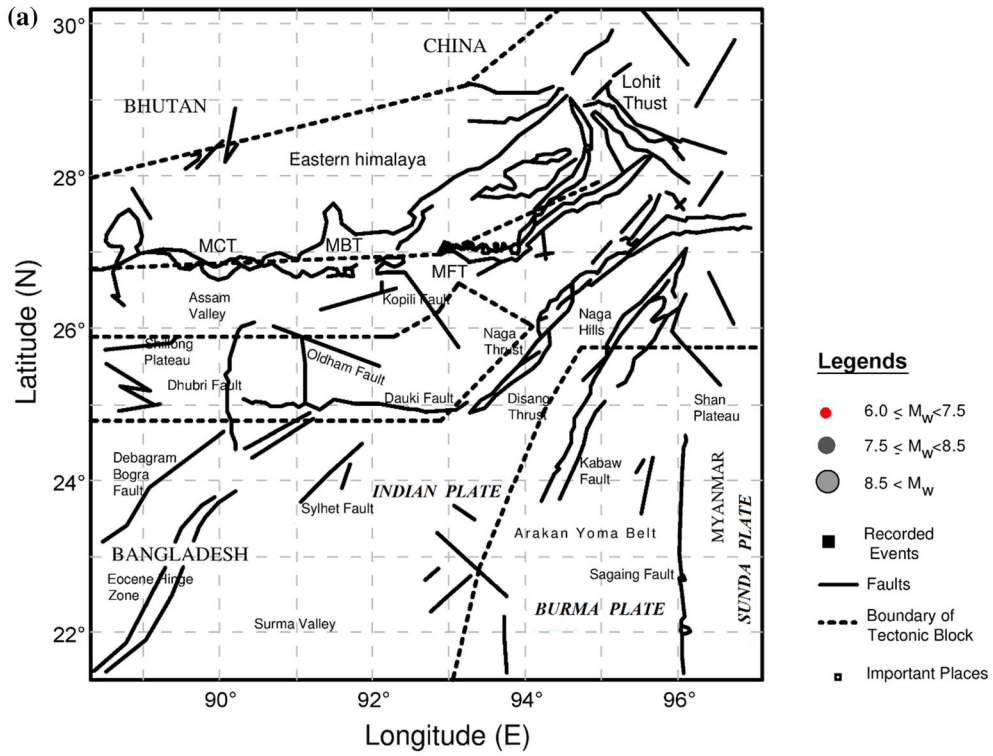 (a)
30°
28°
26°
24°
22°
Latitude (N)
90°
92°
94°
96°
Longitude (E)
CHINA
BHUTAN
Lohit
Thust
Eastern himalaya
MCT
MBT
MFT
Assam
Valley
Kopili Fault
Shillong
Plateau
Oldham Fault
Naga
Thrust
Naga
Hills
Dhubri Fault
Dauki Fault
Disang
Thrust
Shan
Plateau
Debagram
Bogra
Fault
INDIAN PLATE
Sylhet Fault
Kabaw
Fault
MYANMAR
SUNDA PLATE
Arakan Yoma Belt
BANGLADESH
Eocene Hinge
Zone
Sagaing Fault
BURMA PLATE
Surma Valley
Legends
6.0 ≤ Mw<7.5
7.5 ≤ Mw<8.5
8.5 < Mw
Recorded
Events
Faults
Boundary of
Tectonic Block
Important Places